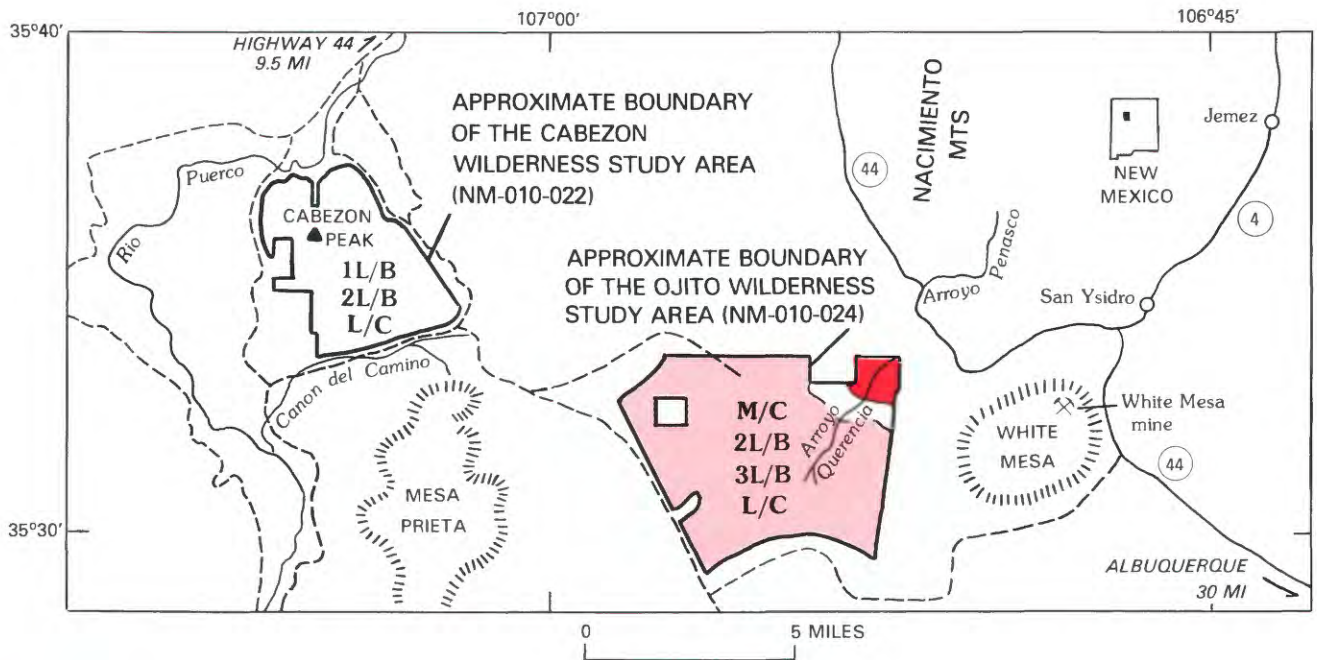 35°40'
107°00'
106°45'
HIGHWAY 44
9.5 MI
APPROXIMATE BOUNDARY
OF THE CABEZON
WILDERNESS STUDY AREA
(NM-010-022)
NACIMIENTO
MTS
44
Jemez
NEW
MEXICO
4
Puerco
Rio
CABEZON
PEAK
1L/B
2L/B
L/C
APPROXIMATE BOUNDARY
OF THE OJITO WILDERNESS
STUDY AREA (NM-010-024)
Arroyo
Penasco
San Ysidro
Canon del Camino
M/C
2L/B
3L/B
L/C
Arroyo
Querencia
White Mesa
mine
WHITE
MESA
44
MESA
PRIETA
35°30'
ALBUQUERQUE
30 MI
0
5 MILES